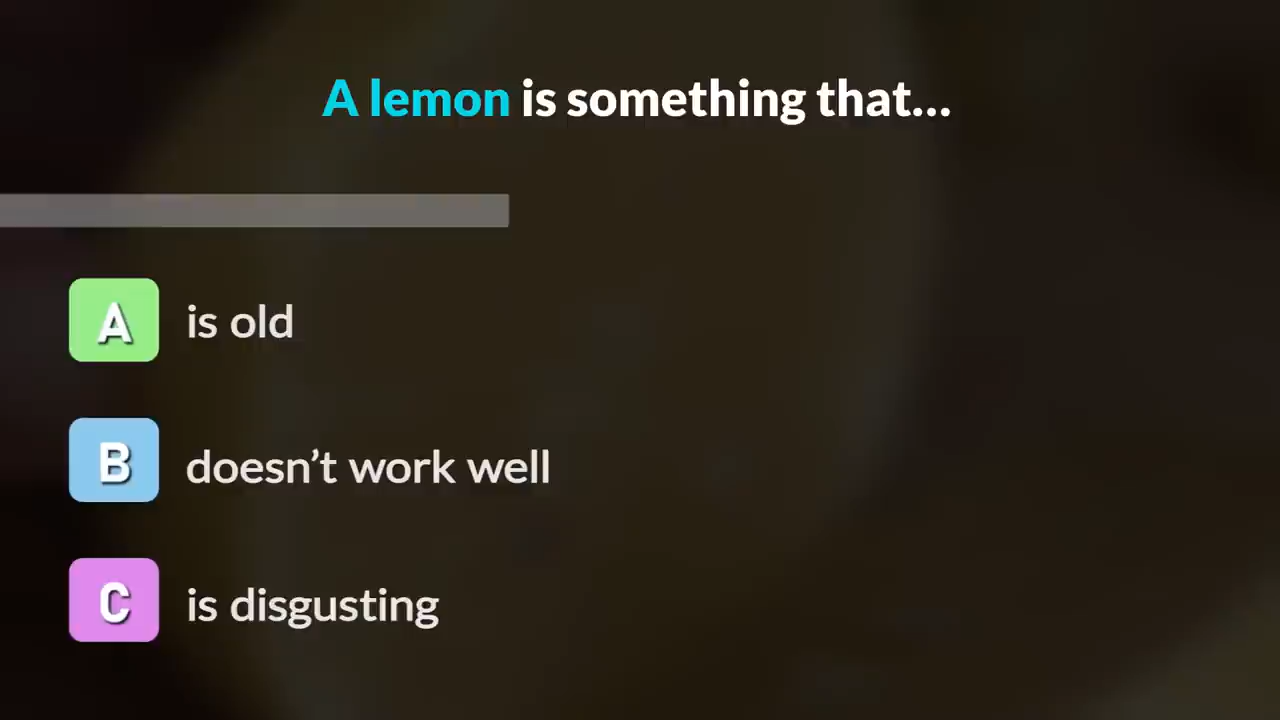 A lemon is something that...
A is old
B doesn’t work well
C is disgusting